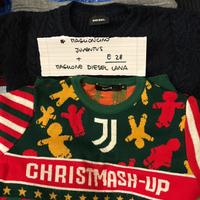 DIESEL
* MAGLIONCINO
JUVENTUS
+ € 28
MAGLIONE DIESEL LANA
CHRISTMASH-UP